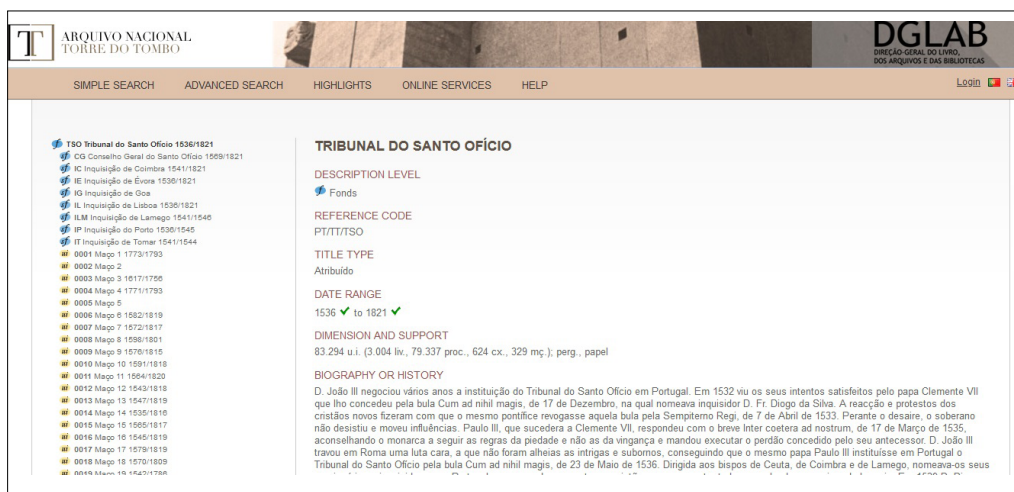 ARQUIVO NACIONAL
TORRE DO TOMBO
DGLAB
DIREÇÃO-GERAL DO LIVRO,
DOS ARQUIVOS E DAS BIBLIOTECAS
SIMPLE SEARCH ADVANCED SEARCH HIGHLIGHTS ONLINE SERVICES HELP
Login
TSO Tribunal do Santo Ofício 1536/1821
CG Conselho Geral do Santo Ofício 1569/1821
IC Inquisição de Coimbra 1541/1821
IE Inquisição de Évora 1536/1821
IG Inquisição de Goa
IL Inquisição de Lisboa 1536/1821
ILM Inquisição de Lamego 1541/1546
IP Inquisição do Porto 1536/1545
IT Inquisição de Tomar 1541/1544
0001 Maço 1 1773/1793
0002 Maço 2
0003 Maço 3 1617/1756
0004 Maço 4 1771/1793
0005 Maço 5
0006 Maço 6 1582/1819
0007 Maço 7 1572/1817
0008 Maço 8 1598/1801
0009 Maço 9 1576/1815
0010 Maço 10 1591/1818
0011 Maço 11 1564/1820
0012 Maço 12 1543/1818
0013 Maço 13 1547/1819
0014 Maço 14 1535/1816
0015 Maço 15 1565/1817
0016 Maço 16 1545/1819
0017 Maço 17 1579/1819
0018 Maço 18 1570/1809
TRIBUNAL DO SANTO OFÍCIO
DESCRIPTION LEVEL
Fonds
REFERENCE CODE
PT/TT/TSO
TITLE TYPE
Atribuído
DATE RANGE
1536 to 1821
DIMENSION AND SUPPORT
83.294 u.i. (3.004 liv., 79.337 proc., 624 cx., 329 mç.); perg., papel
BIOGRAPHY OR HISTORY
D. João III negociou vários anos a instituição do Tribunal do Santo Ofício em Portugal. Em 1532 viu os seus intentos satisfeitos pelo papa Clemente VII
que lho concedeu pela bula Cum ad nihil magis, de 17 de Dezembro, na qual nomeava inquisidor D. Fr. Diogo da Silva. A reacção e protestos dos
cristãos novos fizeram com que o mesmo pontífice revogasse aquela bula pela Sempiterno Regi, de 7 de Abril de 1533. Perante o desaire, o soberano
não desistiu e moveu influências. Paulo III, que sucedera a Clemente VII, respondeu com o breve Inter coetera ad nostrum, de 17 de Março de 1535,
aconselhando o monarca a seguir as regras da piedade e não as da vingança e mandou executar o perdão concedido pelo seu antecessor. D. João III
travou em Roma uma luta cara, a que não foram alheias as intrigas e subornos, conseguindo que o mesmo papa Paulo III instituísse em Portugal o
Tribunal do Santo Ofício pela bula Cum ad nihil magis, de 23 de Maio de 1536. Dirigida aos bispos de Ceuta, de Coimbra e de Lamego, nomeava-os seus